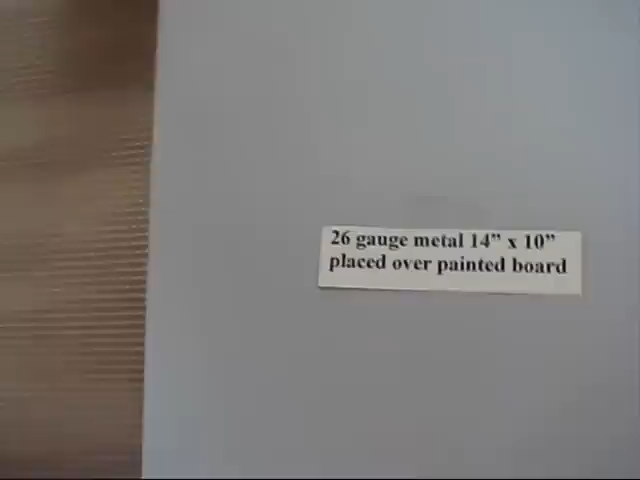 26 gauge metal 14” x 10”
placed over painted board